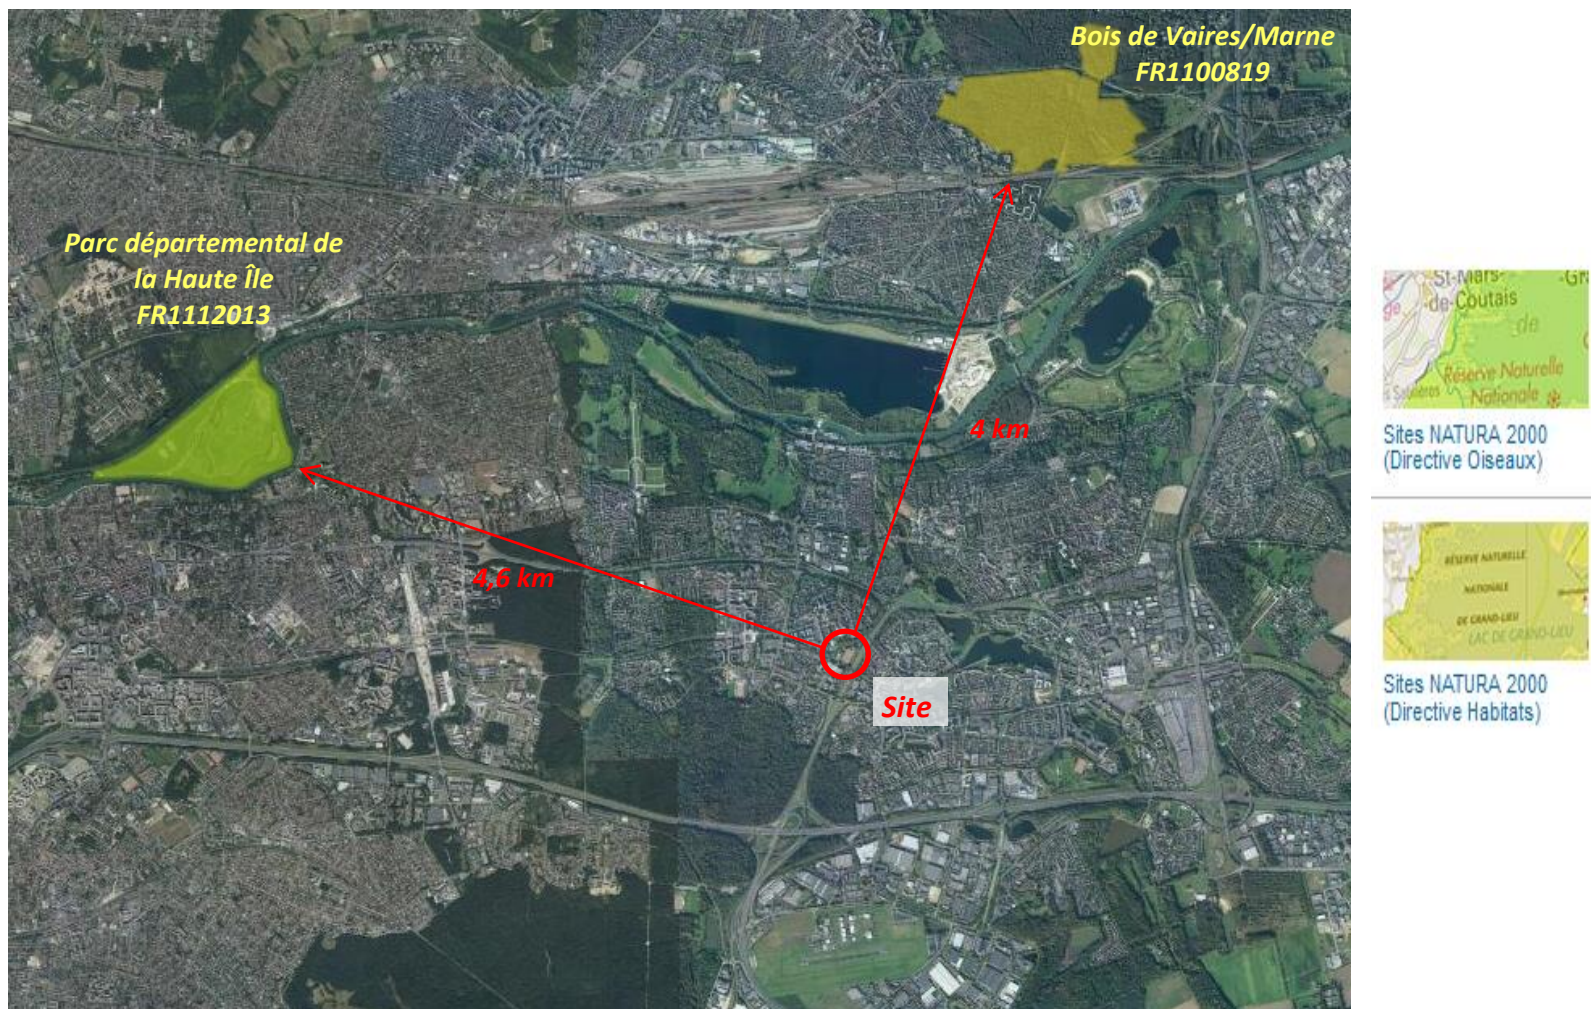 Bois de Vaires/Marne
FR1100819
Parc départemental de
la Haute Île
FR1112013
4 km
4,6 km
Site
St-Mars-
-de-Coutais
de
Réserve Naturelle
Nationale
Sites NATURA 2000
(Directive Oiseaux)
RÉSERVE NATURELLE
NATIONALE
DE GRAND-LIEU
LAC DE GRAND-LIEU
Sites NATURA 2000
(Directive Habitats)